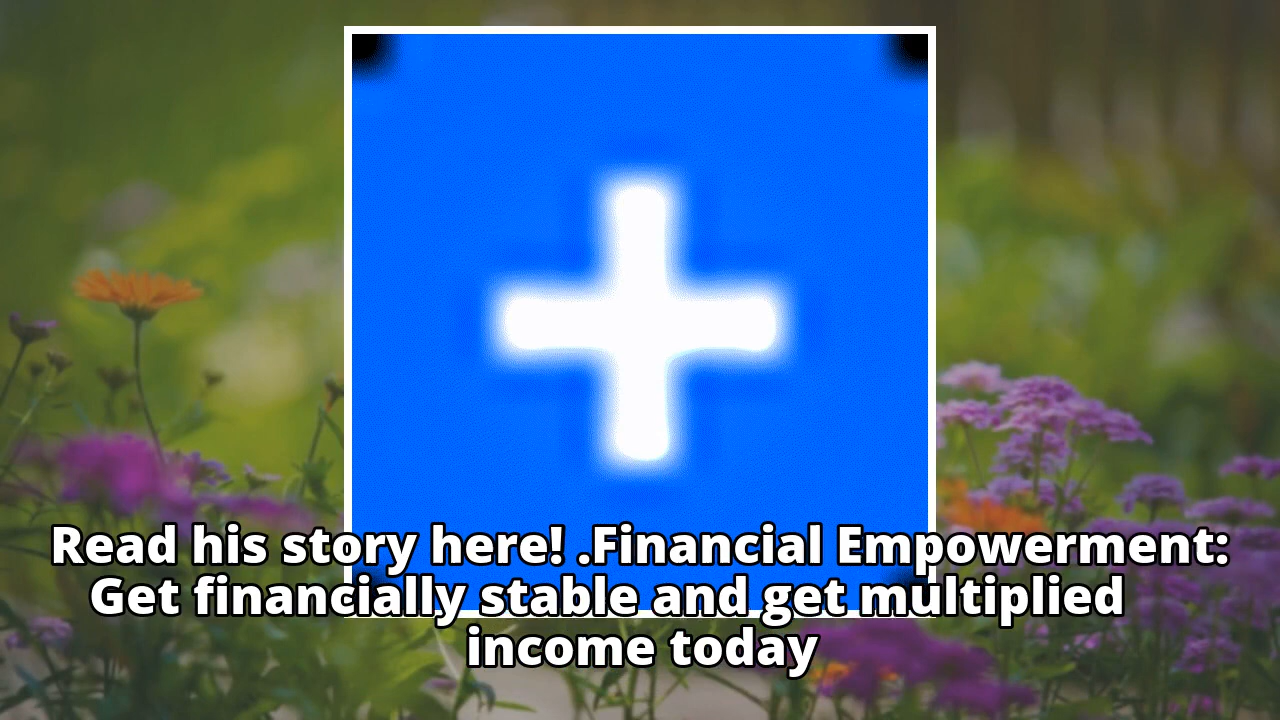 Read his story here! .Financial Empowerment:
Get financially stable and get multiplied
income today